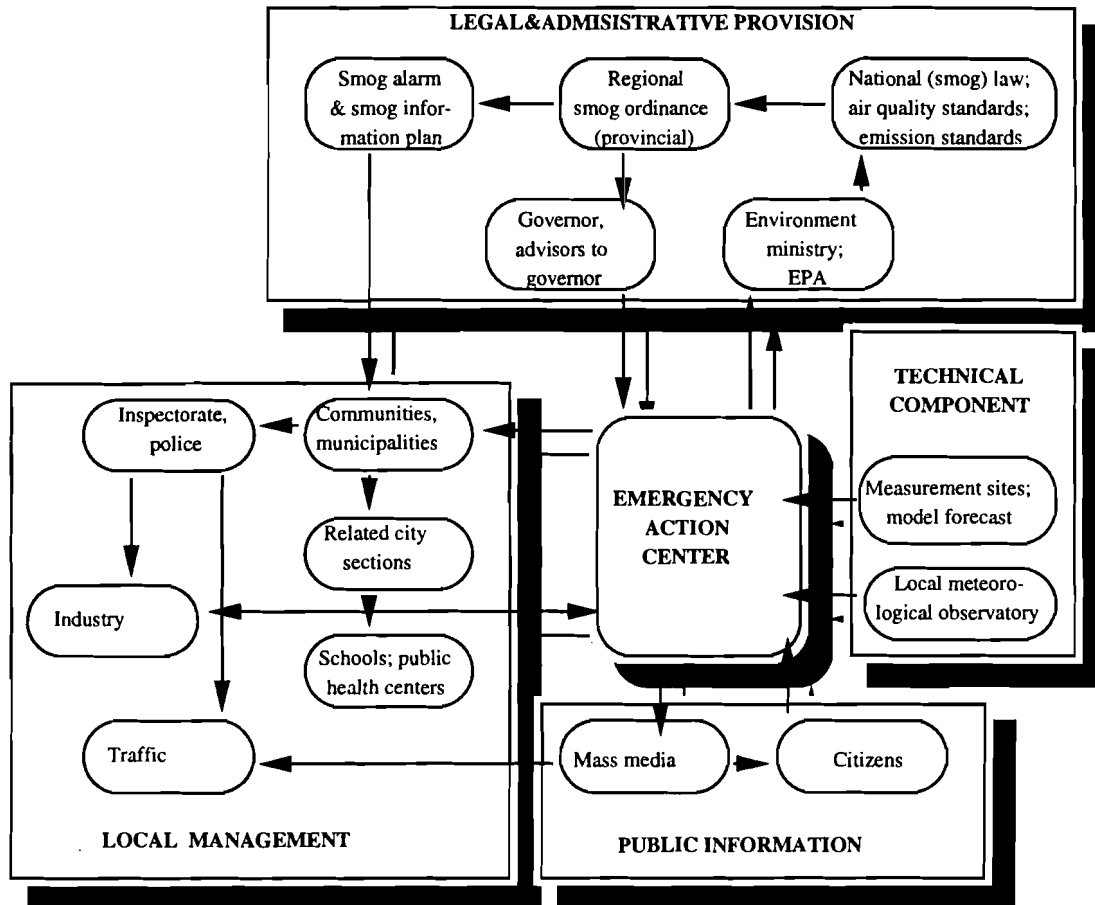 LEGAL&ADMISISTRATIVE PROVISION
Smog alarm
& smog infor-
mation plan
Regional
smog ordinance
(provincial)
National (smog) law;
air quality standards;
emission standards
Governor,
advisors to
governor
Environment
ministry;
EPA
TECHNICAL
COMPONENT
Inspectorate,
police
Communities,
municipalities
EMERGENCY
ACTION
CENTER
Measurement sites;
model forecast
Related city
sections
Local meteoro-
logical observatory
Industry
Schools; public
health centers
Traffic
Mass media
Citizens
LOCAL MANAGEMENT
PUBLIC INFORMATION